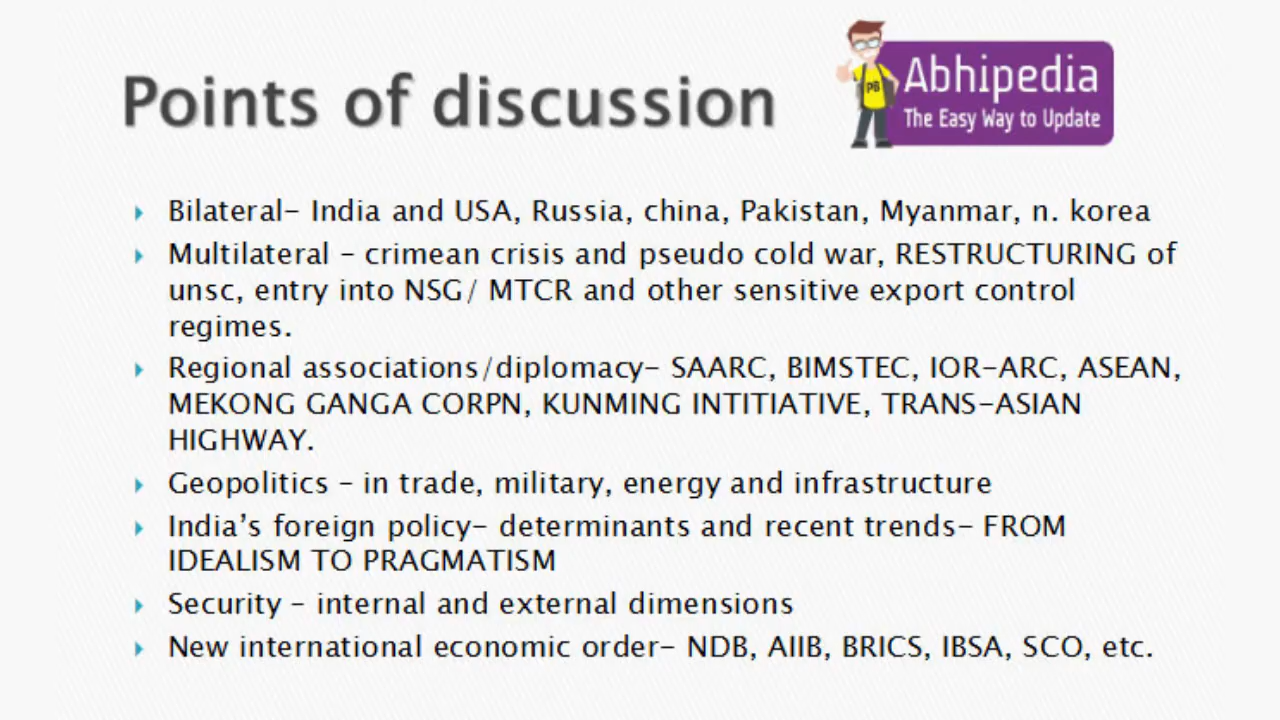 Points of discussion
Abhipedia
The Easy Way to Update
PB
Bilateral- India and USA, Russia, china, Pakistan, Myanmar, n. korea
Multilateral – crimean crisis and pseudo cold war, RESTRUCTURING of
unsc, entry into NSG/ MTCR and other sensitive export control
regimes.
Regional associations/diplomacy- SAARC, BIMSTEC, IOR-ARC, ASEAN,
MEKONG GANGA CORPN, KUNMING INTITIATIVE, TRANS-ASIAN
HIGHWAY.
Geopolitics – in trade, military, energy and infrastructure
India’s foreign policy- determinants and recent trends- FROM
IDEALISM TO PRAGMATISM
Security – internal and external dimensions
New international economic order- NDB, AIIB, BRICS, IBSA, SCO, etc.